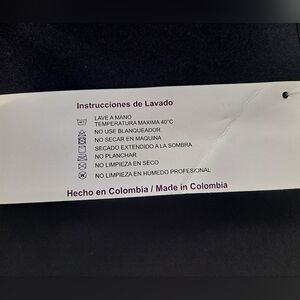 Instrucciones de Lavado
LAVE A MANO
TEMPERATURA MAXIMA 40°C
NO USE BLANQUEADOR
NO SECAR EN MAQUINA
SECADO EXTENDIDO A LA SOMBRA
NO PLANCHAR
NO LIMPIEZA EN SECO
NO LIMPIEZA EN HÚMEDO PROFESIONAL
Hecho en Colombia / Made in Colombia